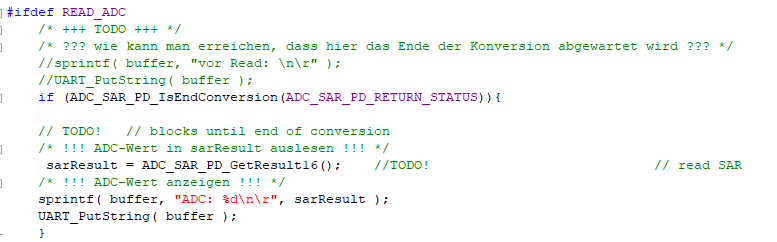 #ifdef READ_ADC
/* +++ TODO +++ */
/* ??? wie kann man erreichen, dass hier das Ende der Konversion abgewartet wird ??? */
//sprintf( buffer, "vor Read: \n\r" );
//UART_PutString( buffer );
if (ADC_SAR_PD_IsEndConversion(ADC_SAR_PD_RETURN_STATUS)){
// TODO!   // blocks until end of conversion
/* !!! ADC-Wert in sarResult auslesen !!! */
sarResult = ADC_SAR_PD_GetResult16();    //TODO!    // read SAR
/* !!! ADC-Wert anzeigen !!! */
sprintf( buffer, "ADC: %d\n\r", sarResult );
UART_PutString( buffer );
}